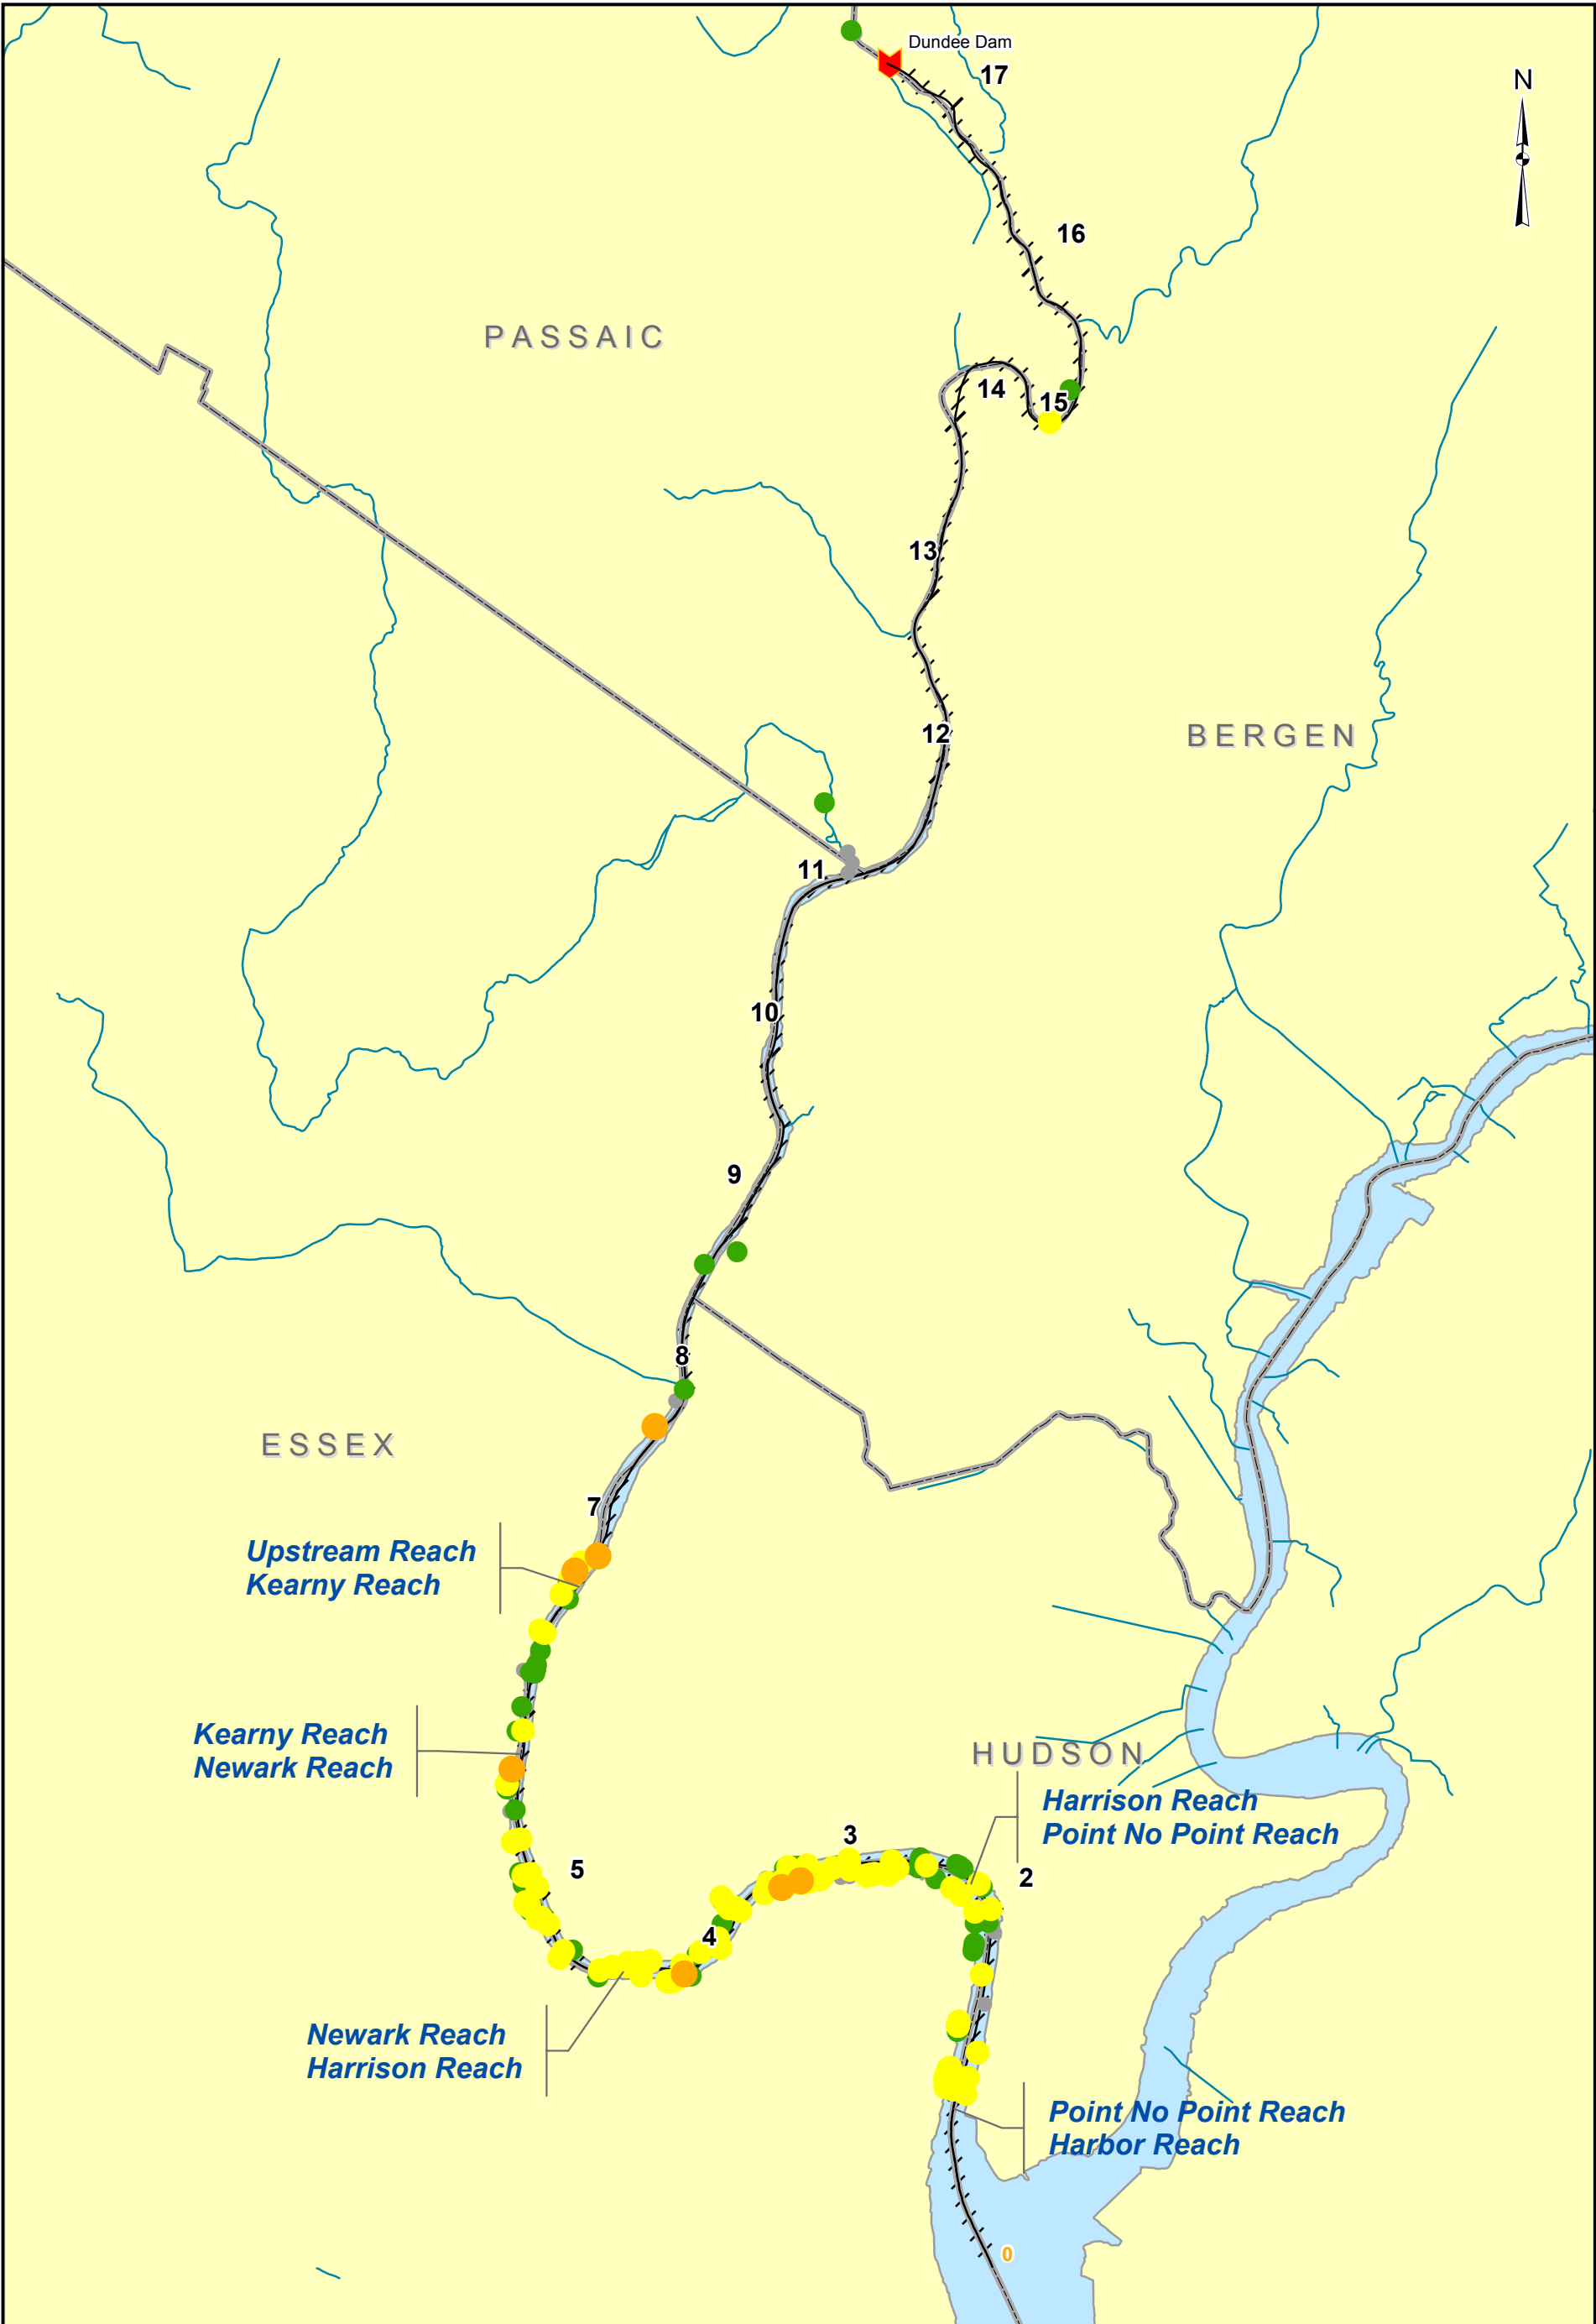 Dundee Dam
17
N
16
PASSAIC
14
15
13
12
BERGEN
11
10
9
8
ESSEX
7
Upstream Reach
Kearny Reach
Kearny Reach
Newark Reach
HUDSON
Harrison Reach
Point No Point Reach
3
5
2
4
Newark Reach
Harrison Reach
Point No Point Reach
Harbor Reach
0